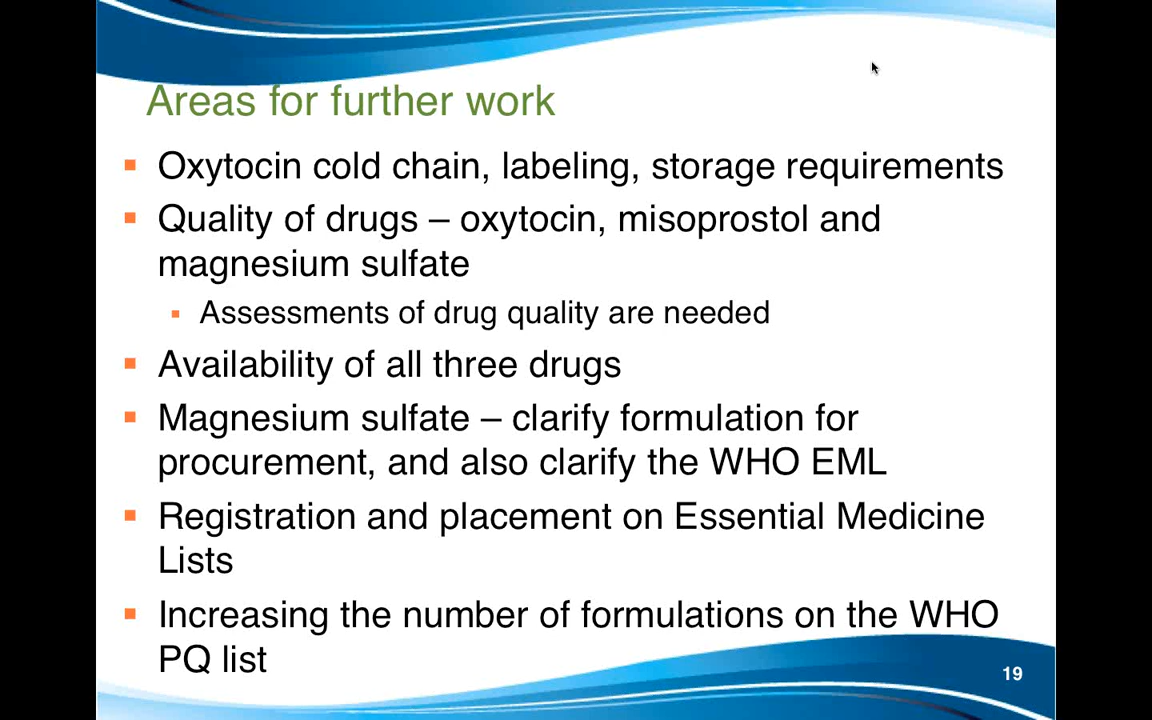 Areas for further work
Oxytocin cold chain, labeling, storage requirements
Quality of drugs – oxytocin, misoprostol and
magnesium sulfate
Assessments of drug quality are needed
Availability of all three drugs
Magnesium sulfate – clarify formulation for
procurement, and also clarify the WHO EML
Registration and placement on Essential Medicine
Lists
Increasing the number of formulations on the WHO
PQ list
19